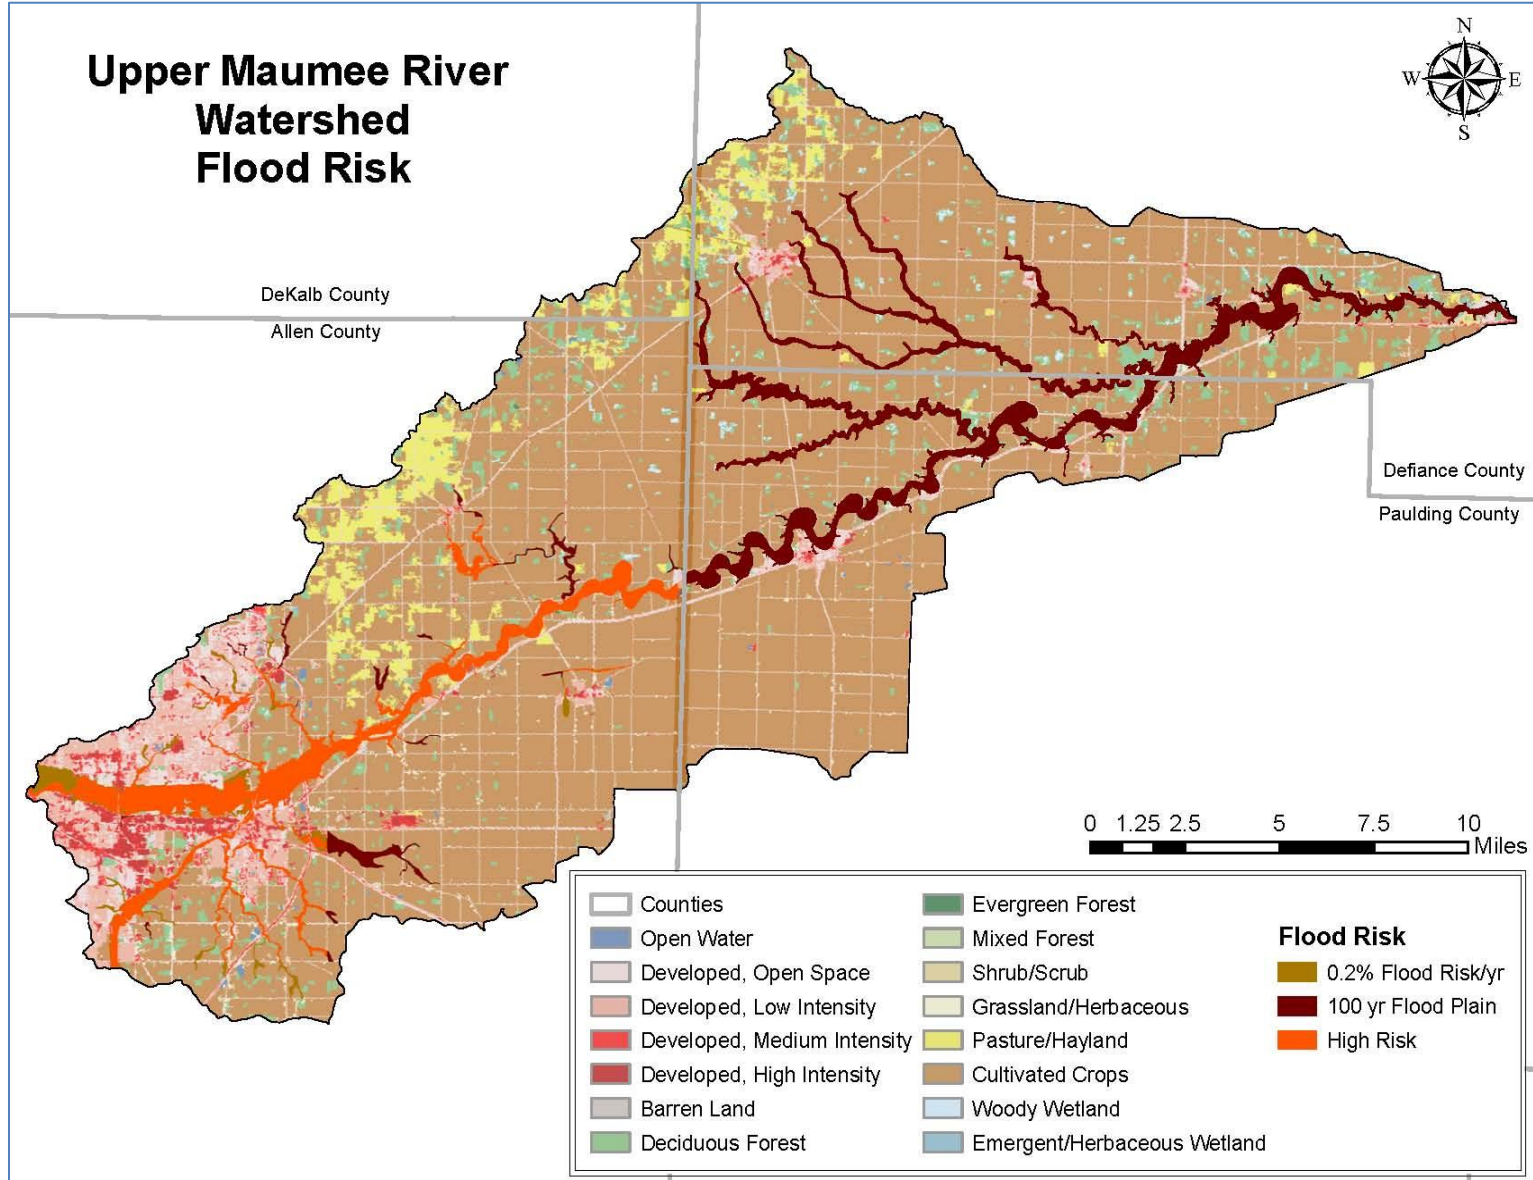 Upper Maumee River
Watershed
Flood Risk
N
W E
S
DeKalb County
Allen County
Defiance County
Paulding County
0 1.25 2.5 5 7.5 10
Miles
Counties
Open Water
Developed, Open Space
Developed, Low Intensity
Developed, Medium Intensity
Developed, High Intensity
Barren Land
Deciduous Forest
Evergreen Forest
Mixed Forest
Shrub/Scrub
Grassland/Herbaceous
Pasture/Hayland
Cultivated Crops
Woody Wetland
Emergent/Herbaceous Wetland
Flood Risk
0.2% Flood Risk/yr
100 yr Flood Plain
High Risk